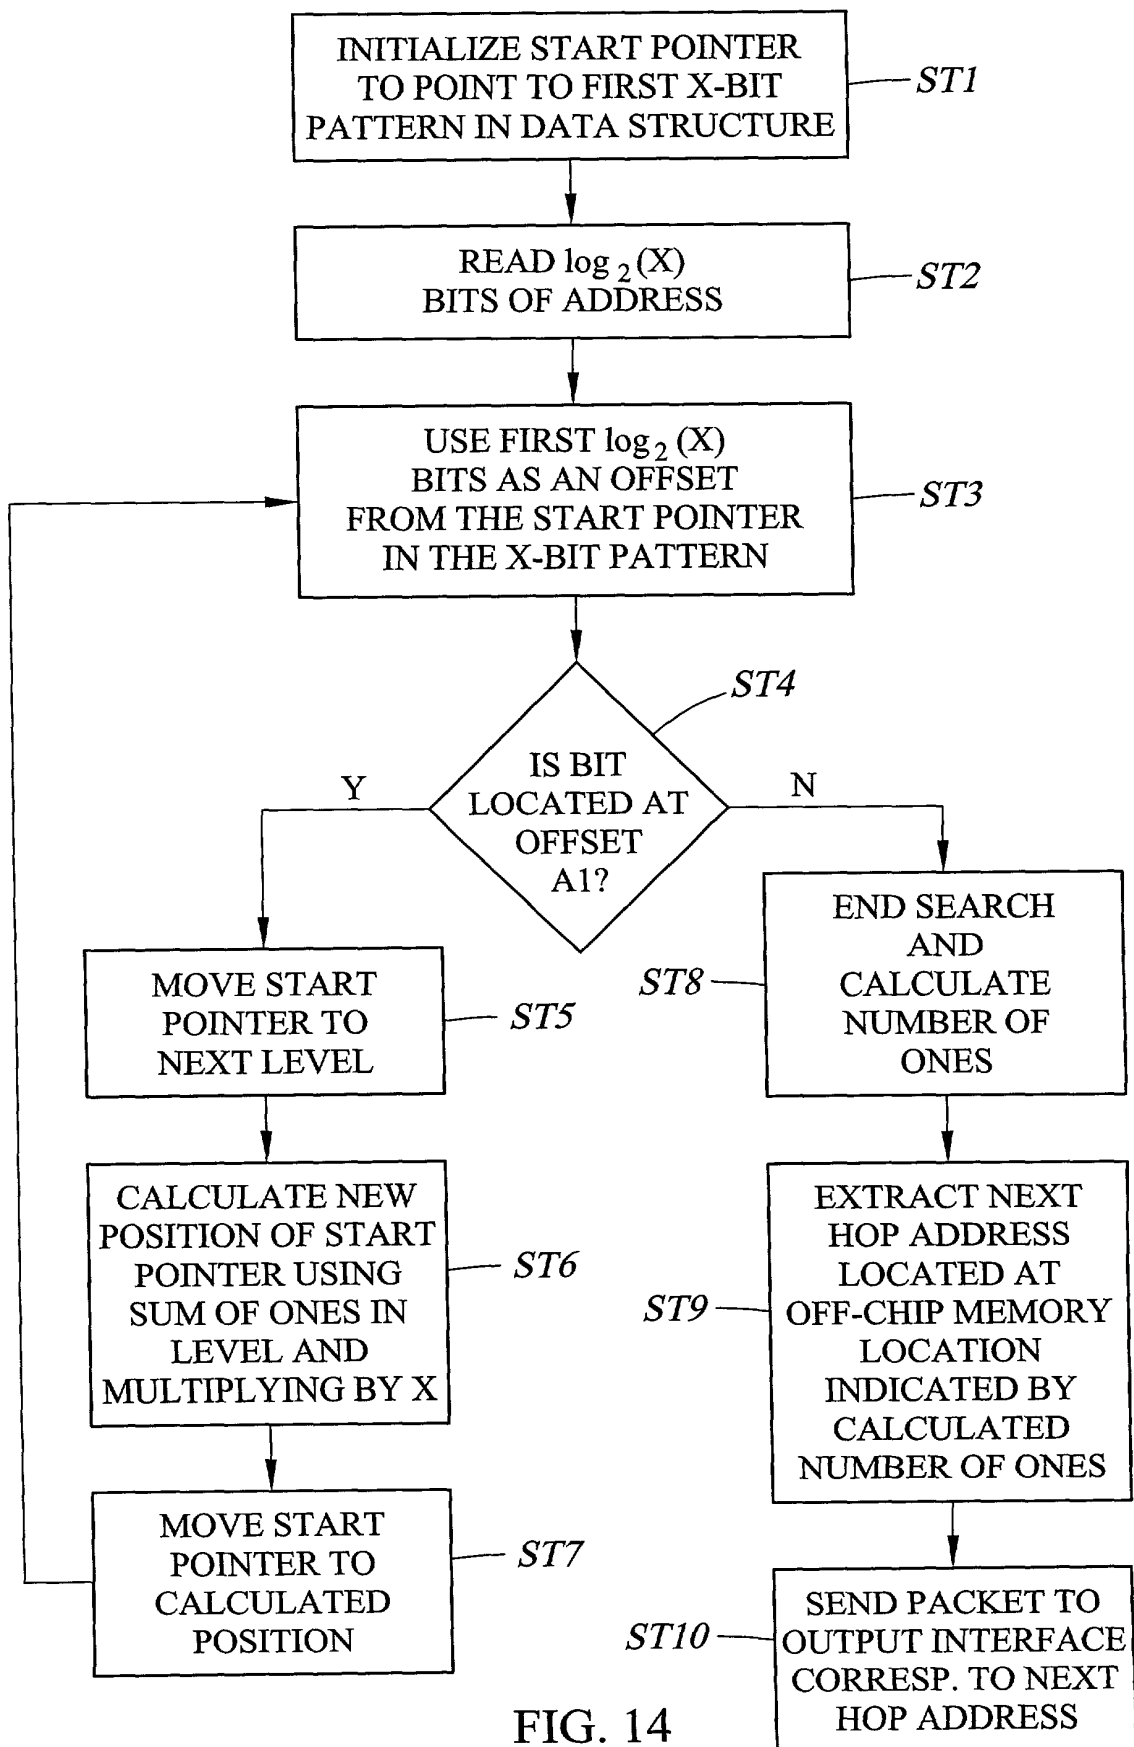 INITIALIZE START POINTER
TO POINT TO FIRST X-BIT
PATTERN IN DATA STRUCTURE
ST1
READ log 2 (X)
BITS OF ADDRESS
ST2
USE FIRST log 2 (X)
BITS AS AN OFFSET
FROM THE START POINTER
IN THE X-BIT PATTERN
ST3
IS BIT
LOCATED AT
OFFSET
A1?
ST4
Y
N
MOVE START
POINTER TO
NEXT LEVEL
ST5
CALCULATE NEW
POSITION OF START
POINTER USING
SUM OF ONES IN
LEVEL AND
MULTIPLYING BY X
ST6
MOVE START
POINTER TO
CALCULATED
POSITION
ST7
END SEARCH
AND
CALCULATE
NUMBER OF
ONES
ST8
EXTRACT NEXT
HOP ADDRESS
LOCATED AT
OFF-CHIP MEMORY
LOCATION
INDICATED BY
CALCULATED
NUMBER OF ONES
ST9
SEND PACKET TO
OUTPUT INTERFACE
CORRESP. TO NEXT
HOP ADDRESS
ST10
FIG. 14